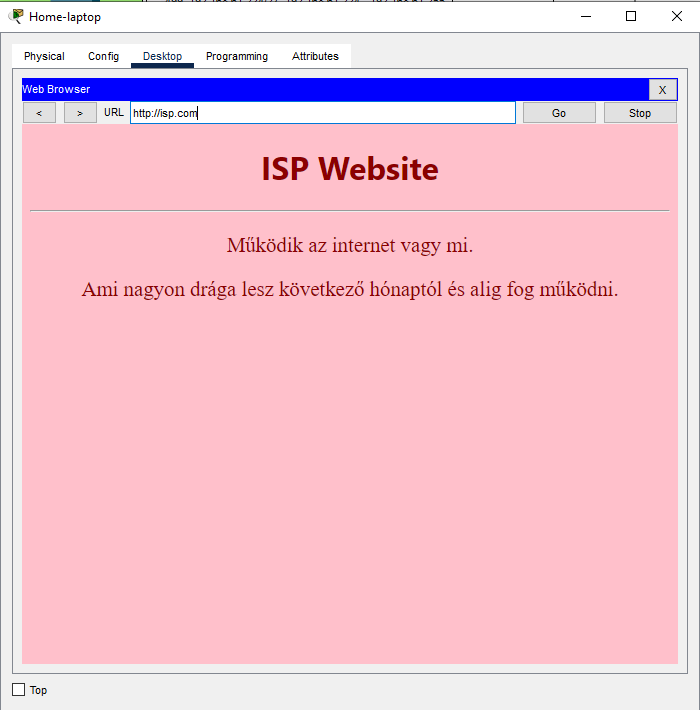 Home-laptop
Physical Config Desktop Programming Attributes
Web Browser X
< > URL http://isp.com Go Stop
ISP Website
Működik az internet vagy mi.
Ami nagyon drága lesz következő hónaptól és alig fog működni.
Top